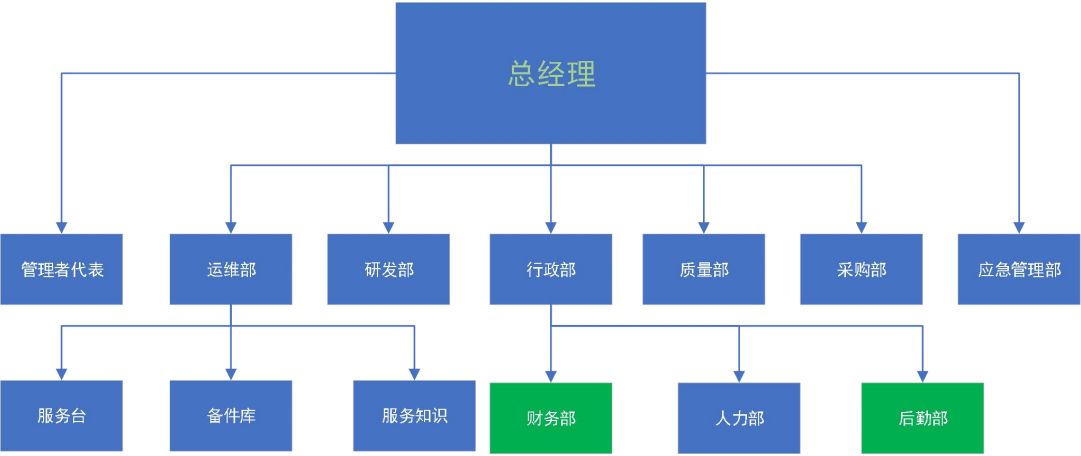 总经理
管理者代表
运维部
研发部
行政部
质量部
采购部
应急管理部
服务台
备件库
服务知识
财务部
人力部
后勤部